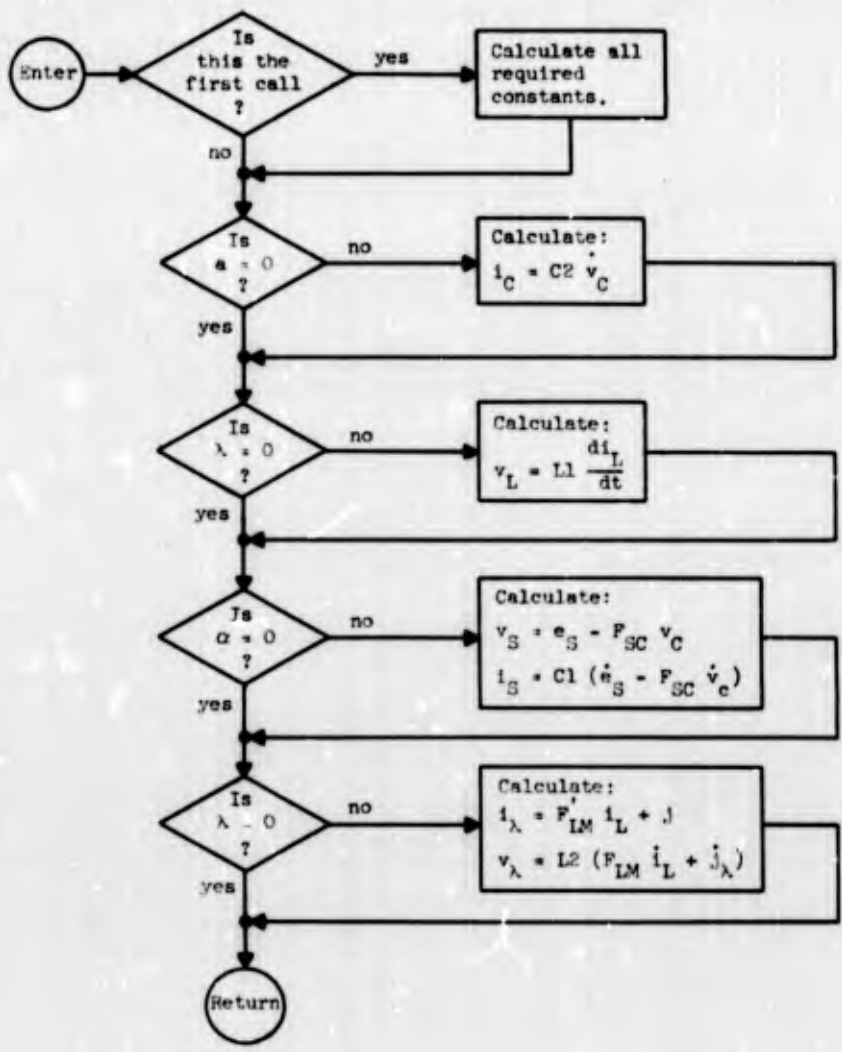 Enter
Is
this the
first call
?
yes
Calculate all
required
constants.
no
Is
a = 0
?
no
Calculate:
i_C = C2 v̇_C
yes
Is
λ = 0
?
no
Calculate:
v_L = L1 di_L/dt
yes
Is
α = 0
?
no
Calculate:
v_S = e_S - F_SC v_C
i_S = C1 (ė_S - F_SC v̇_c)
yes
Is
λ = 0
?
no
Calculate:
i_λ = F'_LM i_L + j
v_λ = L2 (F_LM i̇_L + j̇_λ)
yes
Return